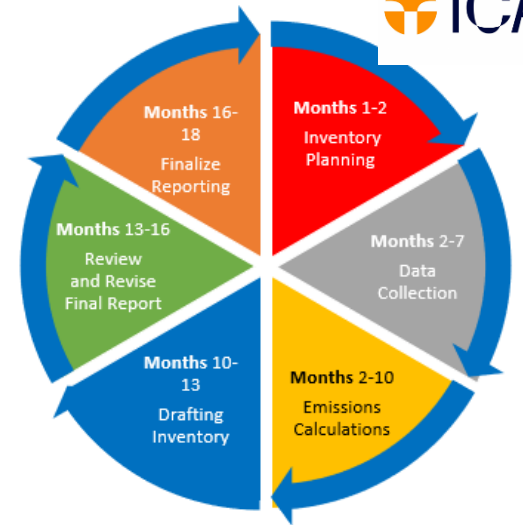 ICA
Months 1-2
Inventory
Planning
Months 2-7
Data
Collection
Months 2-10
Emissions
Calculations
Months 10-
13
Drafting
Inventory
Months 13-16
Review
and Revise
Final Report
Months 16-
18
Finalize
Reporting